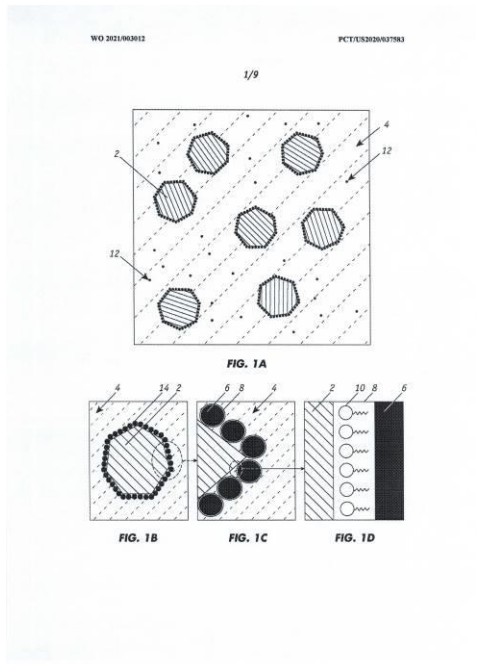 WO 2021/003012 PCT/US2020/037583
1/9
4
2
12
12
FIG. 1A
4 14 2 6 8 4 2 10 8 6
FIG. 1B FIG. 1C FIG. 1D